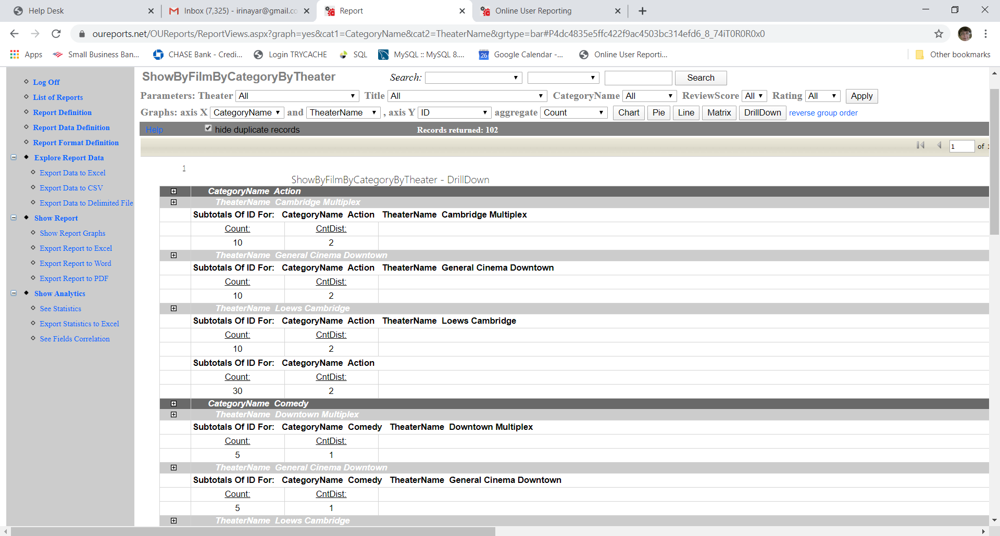 Help Desk
Inbox (7,325) - irinayar@gmail.co
Report
Online User Reporting
oureports.net/OUReports/ReportViews.aspx?graph=yes&cat1=CategoryName&cat2=TheaterName&grtype=bar#P4dc4835e5ffc422f9ac4503bc314efd6_8_74iT0R0R0x0
Apps
Small Business Ban...
CHASE Bank - Credi...
Login TRYCACHE
SQL
MySQL :: MySQL 8....
26
Google Calendar -...
Online User Reporti...
Other bookmarks
Log Off
List of Reports
Report Definition
Report Data Definition
Report Format Definition
Explore Report Data
Export Data to Excel
Export Data to CSV
Export Data to Delimited File
Show Report
Show Report Graphs
Export Report to Excel
Export Report to Word
Export Report to PDF
Show Analytics
See Statistics
Export Statistics to Excel
See Fields Correlation
ShowByFilmByCategoryByTheater
Search:
Search
Parameters: Theater All Title All CategoryName All ReviewScore All Rating All Apply
Graphs: axis X CategoryName and TheaterName , axis Y ID aggregate Count Chart Pie Line Matrix DrillDown reverse group order
Help hide duplicate records Records returned: 102
1 of 1
1
ShowByFilmByCategoryByTheater - DrillDown
CategoryName Action
TheaterName Cambridge Multiplex
Subtotals Of ID For: CategoryName Action TheaterName Cambridge Multiplex
Count: CntDist:
10 2
TheaterName General Cinema Downtown
Subtotals Of ID For: CategoryName Action TheaterName General Cinema Downtown
Count: CntDist:
10 2
TheaterName Loews Cambridge
Subtotals Of ID For: CategoryName Action TheaterName Loews Cambridge
Count: CntDist:
10 2
Subtotals Of ID For: CategoryName Action
Count: CntDist:
30 2
CategoryName Comedy
TheaterName Downtown Multiplex
Subtotals Of ID For: CategoryName Comedy TheaterName Downtown Multiplex
Count: CntDist:
5 1
TheaterName General Cinema Downtown
Subtotals Of ID For: CategoryName Comedy TheaterName General Cinema Downtown
Count: CntDist:
5 1
TheaterName Loews Cambridge